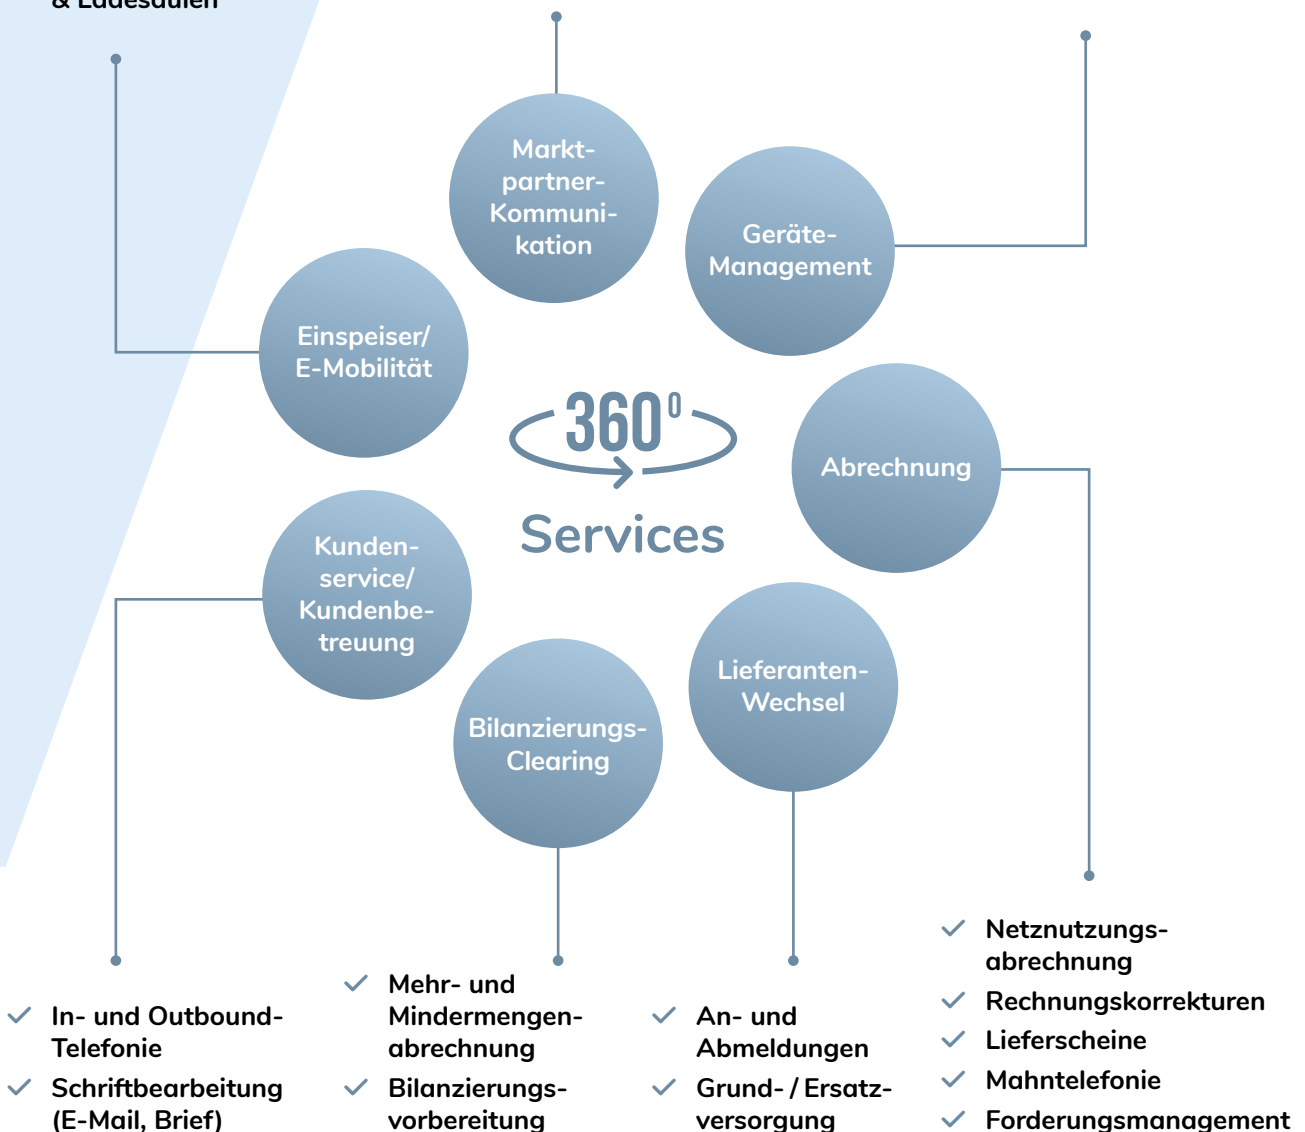 & Ladesäulen
Markt-
partner-
Kommuni-
kation
Geräte-
Management
Einspeiser/
E-Mobilität
360°
Services
Abrechnung
Kunden-
service/
Kundenbe-
treuung
Lieferanten-
Wechsel
Bilanzierungs-
Clearing
In- und Outbound-
Telefonie
Schriftbearbeitung
(E-Mail, Brief)
Mehr- und
Mindermengen-
abrechnung
Bilanzierungs-
vorbereitung
An- und
Abmeldungen
Grund- / Ersatz-
versorgung
Netznutzungs-
abrechnung
Rechnungskorrekturen
Lieferscheine
Mahntelefonie
Forderungsmanagement